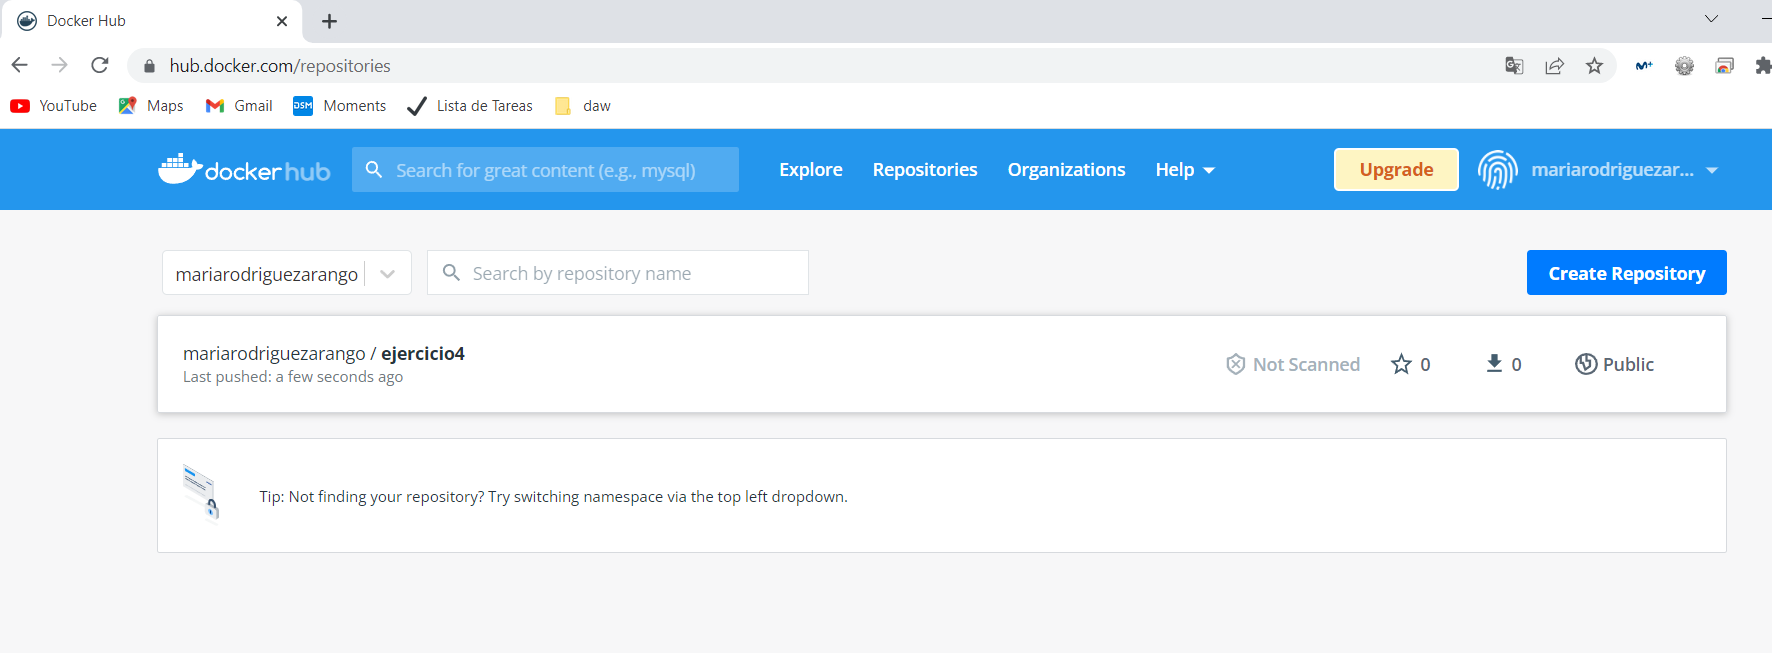 Docker Hub
hub.docker.com/repositories
YouTube Maps Gmail DSM Moments Lista de Tareas daw
dockerhub Search for great content (e.g., mysql) Explore Repositories Organizations Help Upgrade mariarodriguezar...
mariarodriguezarango Search by repository name Create Repository
mariarodriguezarango / ejercicio4 Not Scanned 0 0 Public
Last pushed: a few seconds ago
Tip: Not finding your repository? Try switching namespace via the top left dropdown.